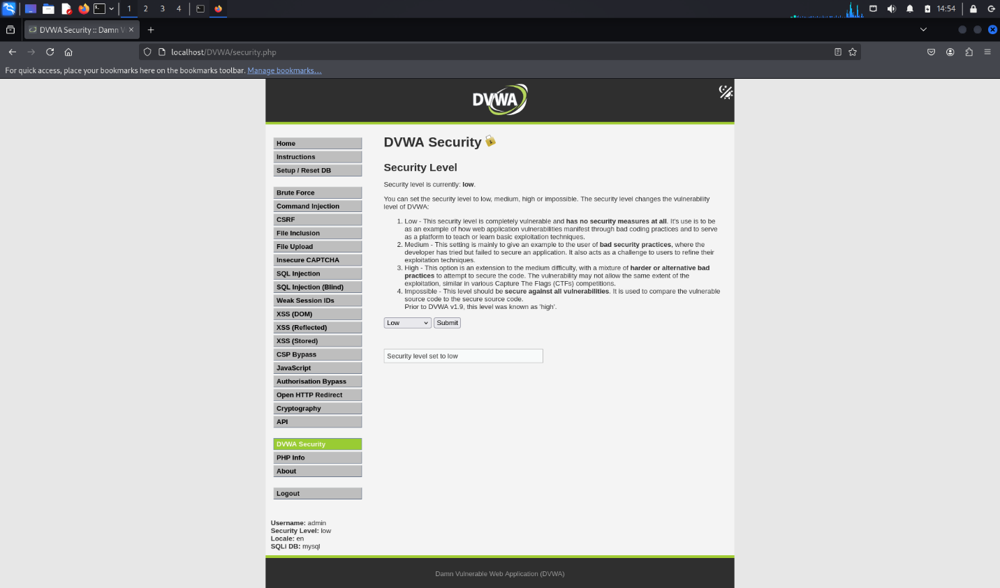 1 2 3 4 14:54
DVWA Security :: Damn V
localhost/DVWA/security.php
For quick access, place your bookmarks here on the bookmarks toolbar. Manage bookmarks...
DVWA
Home
Instructions
Setup / Reset DB
Brute Force
Command Injection
CSRF
File Inclusion
File Upload
Insecure CAPTCHA
SQL Injection
SQL Injection (Blind)
Weak Session IDs
XSS (DOM)
XSS (Reflected)
XSS (Stored)
CSP Bypass
JavaScript
Authorisation Bypass
Open HTTP Redirect
Cryptography
API
DVWA Security
PHP Info
About
Logout
DVWA Security
Security Level
Security level is currently: low.
You can set the security level to low, medium, high or impossible. The security level changes the vulnerability
level of DVWA:
1. Low - This security level is completely vulnerable and has no security measures at all. It's use is to be
as an example of how web application vulnerabilities manifest through bad coding practices and to serve
as a platform to teach or learn basic exploitation techniques.
2. Medium - This setting is mainly to give an example to the user of bad security practices, where the
developer has tried but failed to secure an application. It also acts as a challenge to users to refine their
exploitation techniques.
3. High - This option is an extension to the medium difficulty, with a mixture of harder or alternative bad
practices to attempt to secure the code. The vulnerability may not allow the same extent of the
exploitation, similar in various Capture The Flags (CTFs) competitions.
4. Impossible - This level should be secure against all vulnerabilities. It is used to compare the vulnerable
source code to the secure source code.
Prior to DVWA v1.9, this level was known as 'high'.
Low Submit
Security level set to low
Username: admin
Security Level: low
Locale: en
SQLi DB: mysql
Damn Vulnerable Web Application (DVWA)